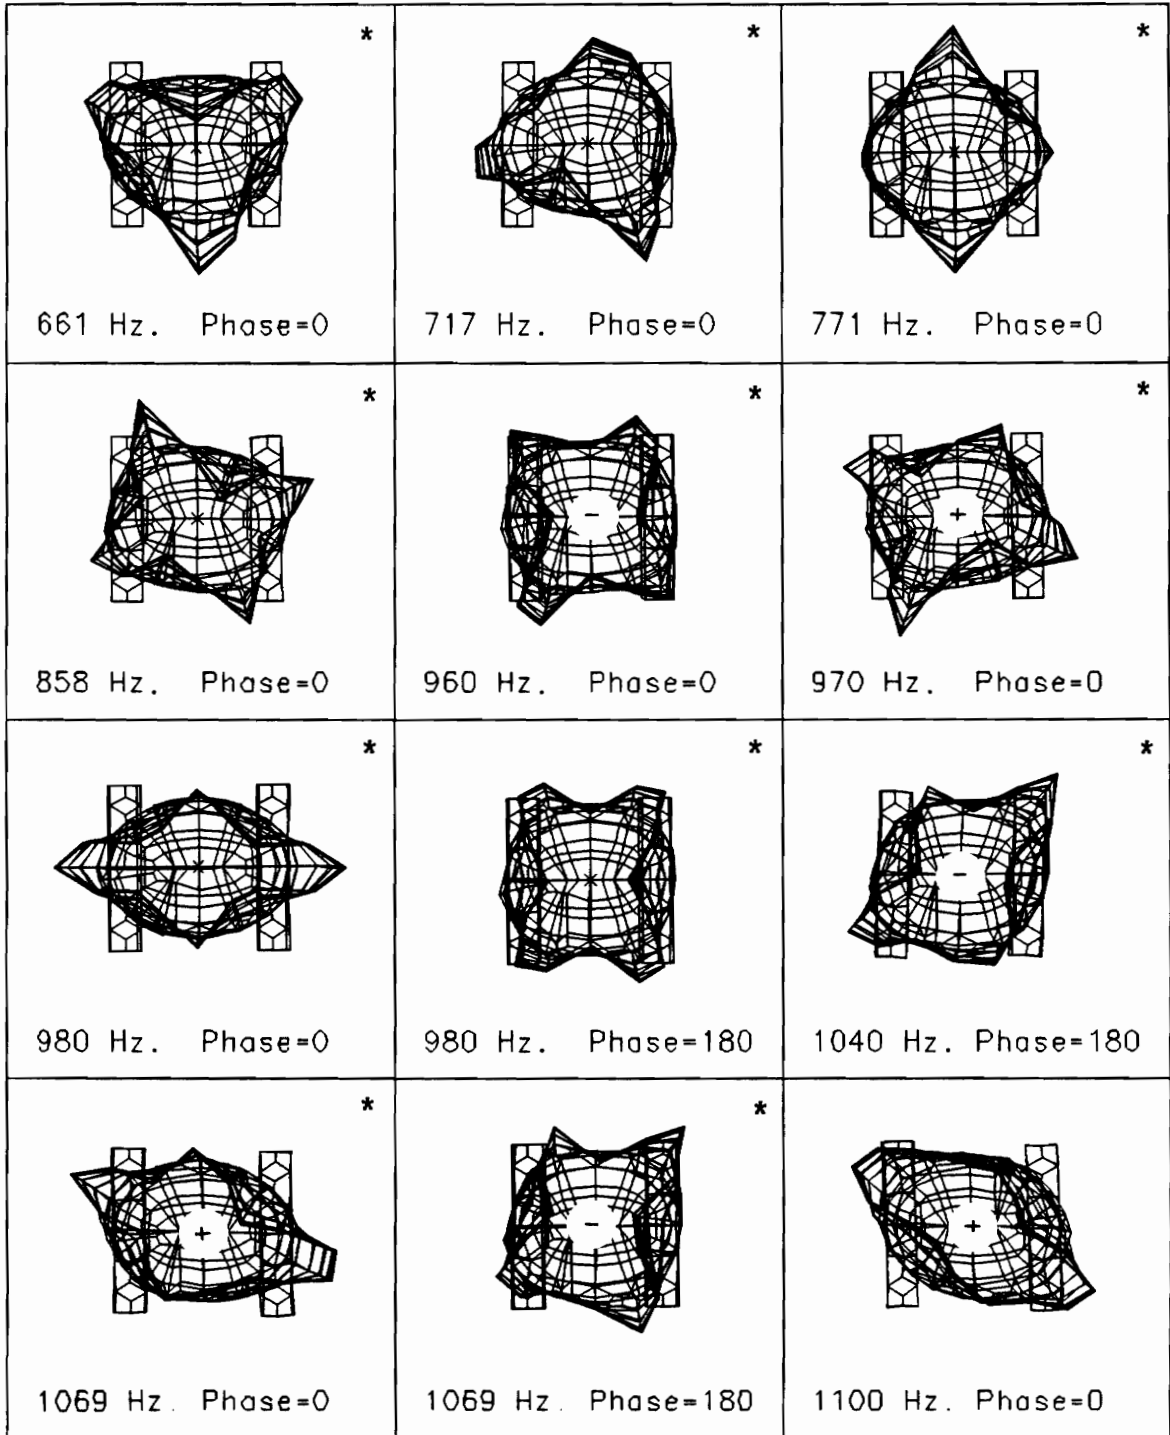 *
*
*
661 Hz. Phase=0
717 Hz. Phase=0
771 Hz. Phase=0
*
*
*
858 Hz. Phase=0
960 Hz. Phase=0
970 Hz. Phase=0
*
*
*
980 Hz. Phase=0
980 Hz. Phase=180
1040 Hz. Phase=180
*
*
1069 Hz. Phase=0
1069 Hz. Phase=180
1100 Hz. Phase=0